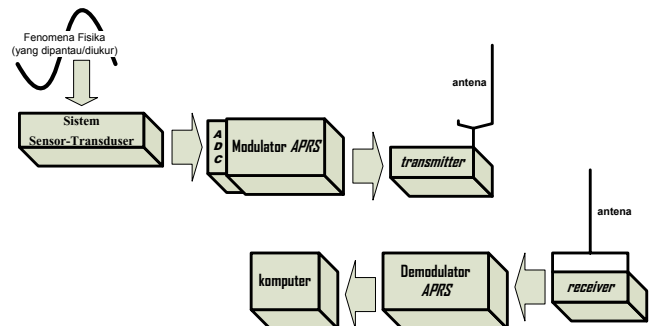 Fenomena Fisika
(yang dipantau/diukur)
antena
Sistem
Sensor-Transduser
A
D
C
Modulator APRS
transmitter
antena
komputer
Demodulator
APRS
receiver